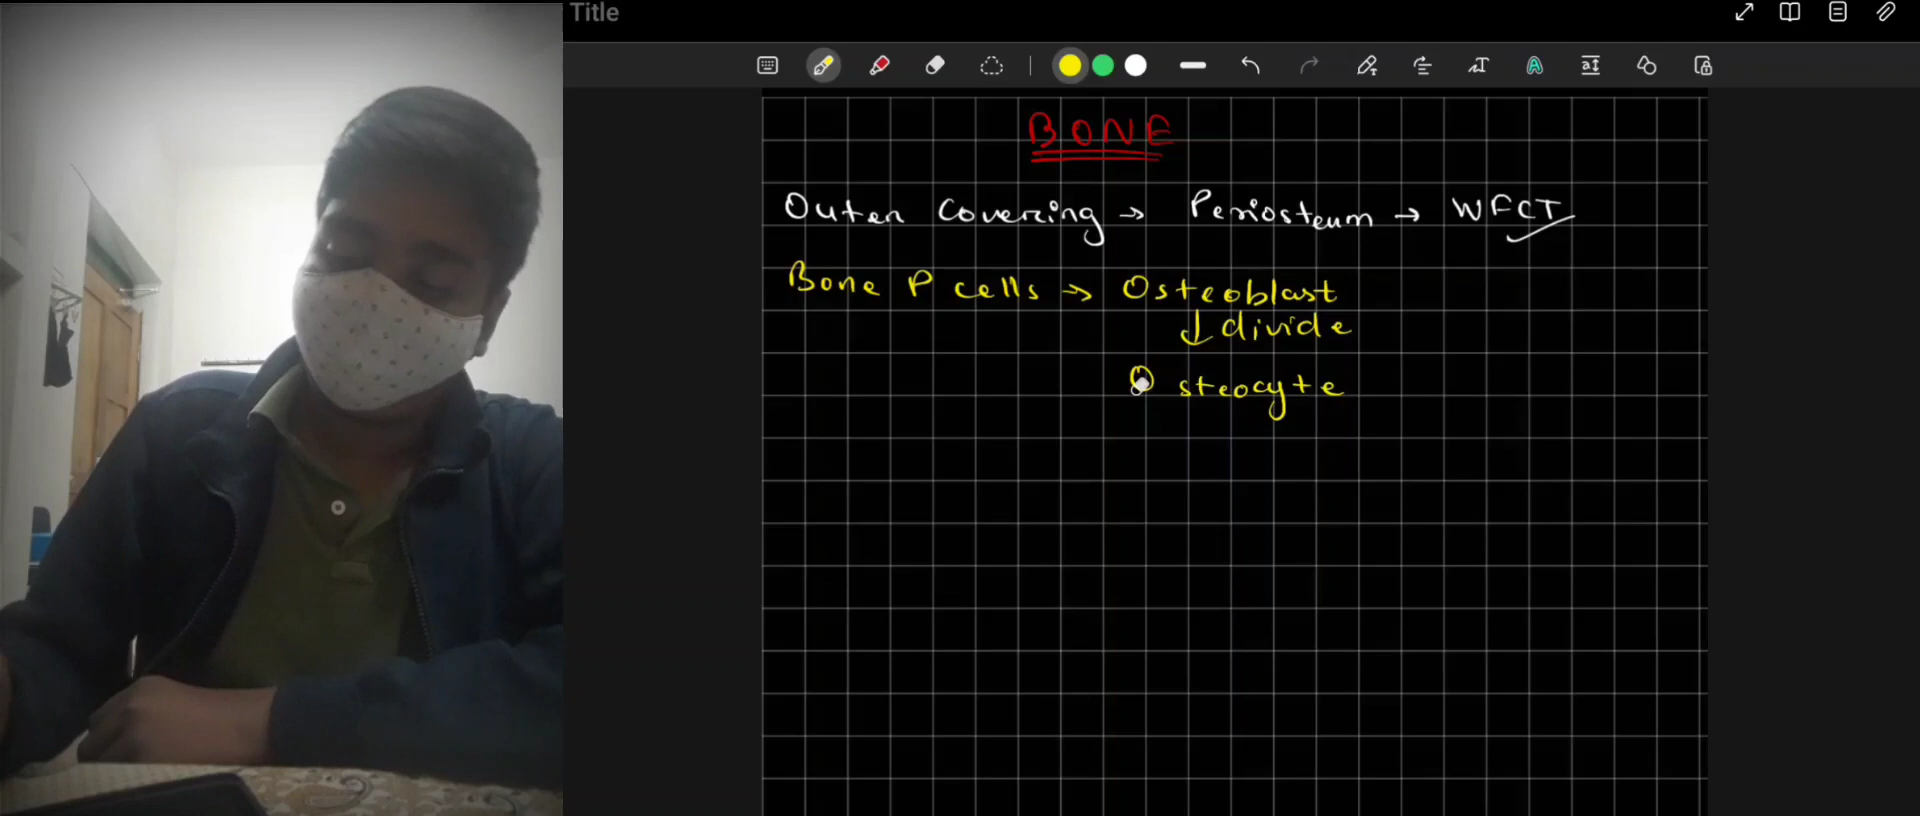 Title
BONE
Outer Covering → Periosteum → WFCT
Bone P cells → Osteoblast
↓ divide
Osteocyte